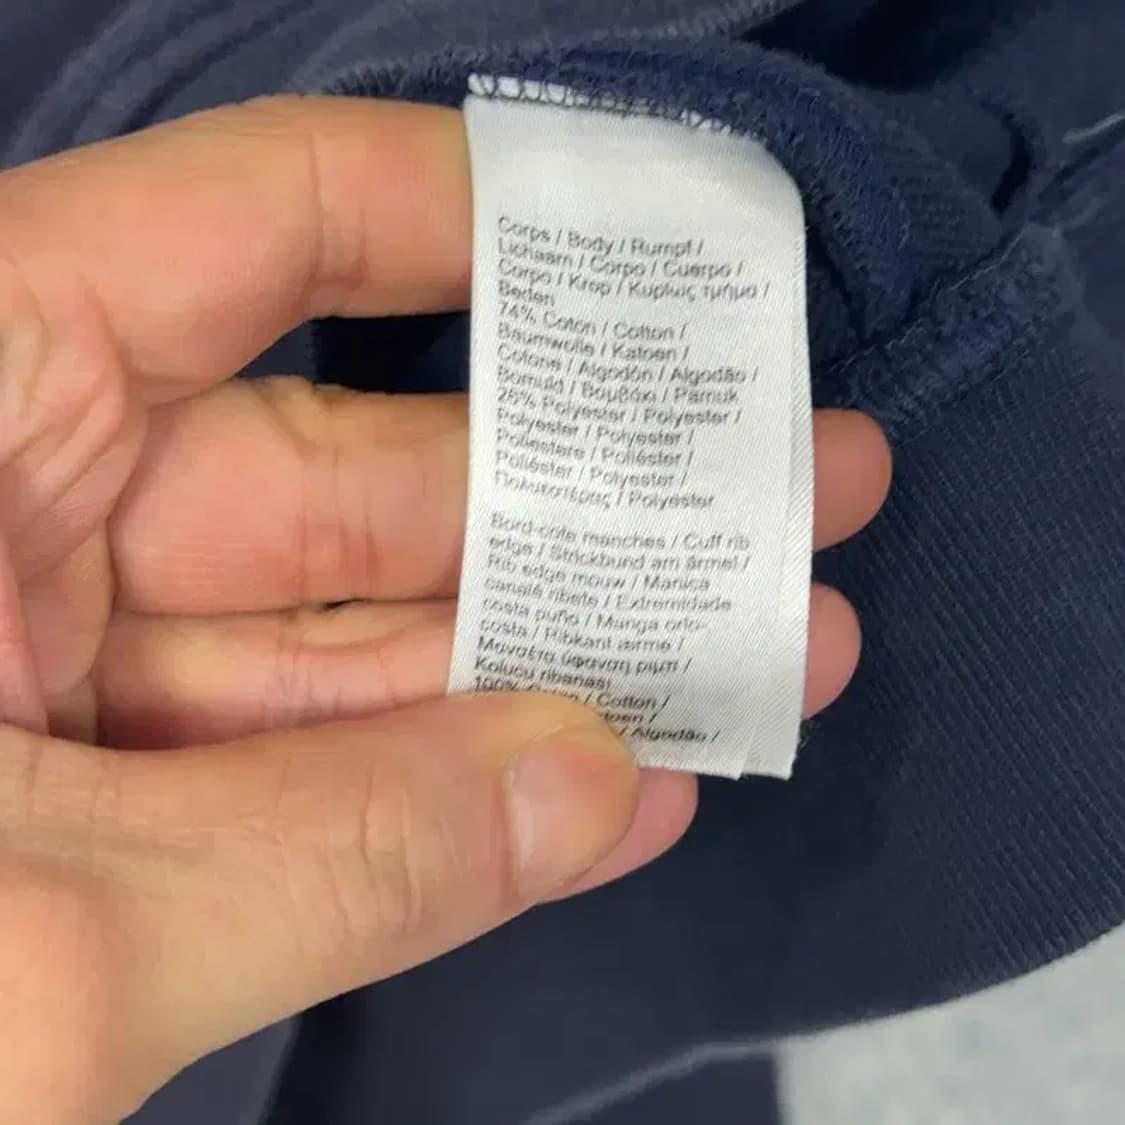 Corps / Body / Rumpf /
Lichaam / Corpo / Cuerpo /
Corpo / Krop / Κυρίως τμήμα /
Beden
74% Coton / Cotton /
Baumwolle / Katoen /
Cotone / Algodón / Algodão /
Bomuld / Βαμβάκι / Pamuk
26% Polyester / Polyester /
Polyester / Polyester /
Poliestere / Poliéster /
Poliéster / Polyester /
Πολυεστέρας / Polyester
Bord-cote manches / Cuff rib
edge / Strickbund am ärmel /
Rib edge mouw / Manica
canalé ribete / Extremidade
costa puño / Manga orlo-
costa / Ribkant ærme /
Μανσέτα ύφανση ριμπ /
Kolucu ribanası
100% / Cotton /
/
/ Algodão /